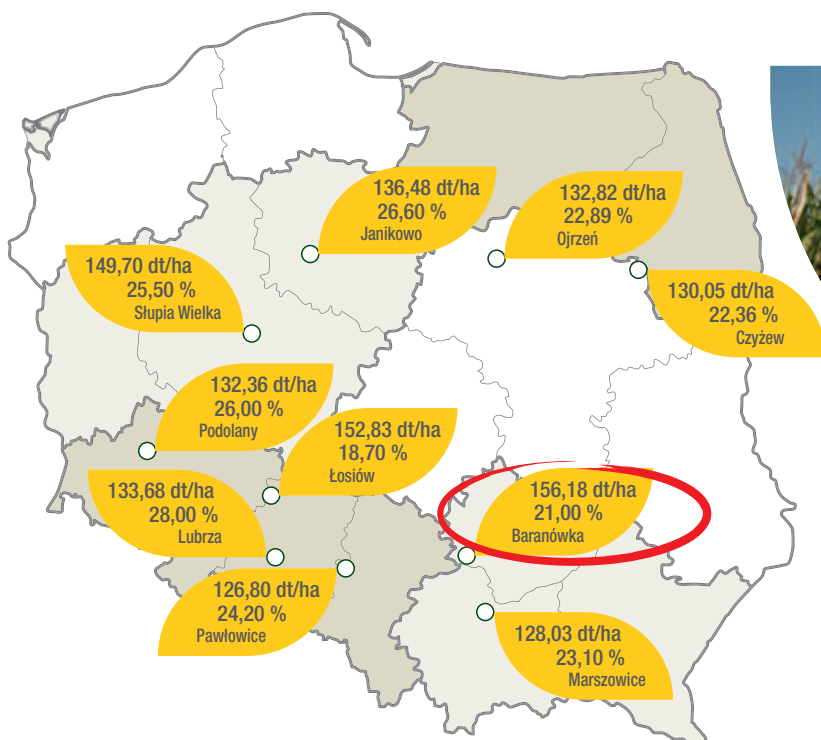 136,48 dt/ha
26,60 %
Janikowo
132,82 dt/ha
22,89 %
Ojrzeń
149,70 dt/ha
25,50 %
Słupia Wielka
130,05 dt/ha
22,36 %
Czyżew
132,36 dt/ha
26,00 %
Podolany
152,83 dt/ha
18,70 %
Łosiów
133,68 dt/ha
28,00 %
Lubrza
156,18 dt/ha
21,00 %
Baranówka
126,80 dt/ha
24,20 %
Pawłowice
128,03 dt/ha
23,10 %
Marszowice